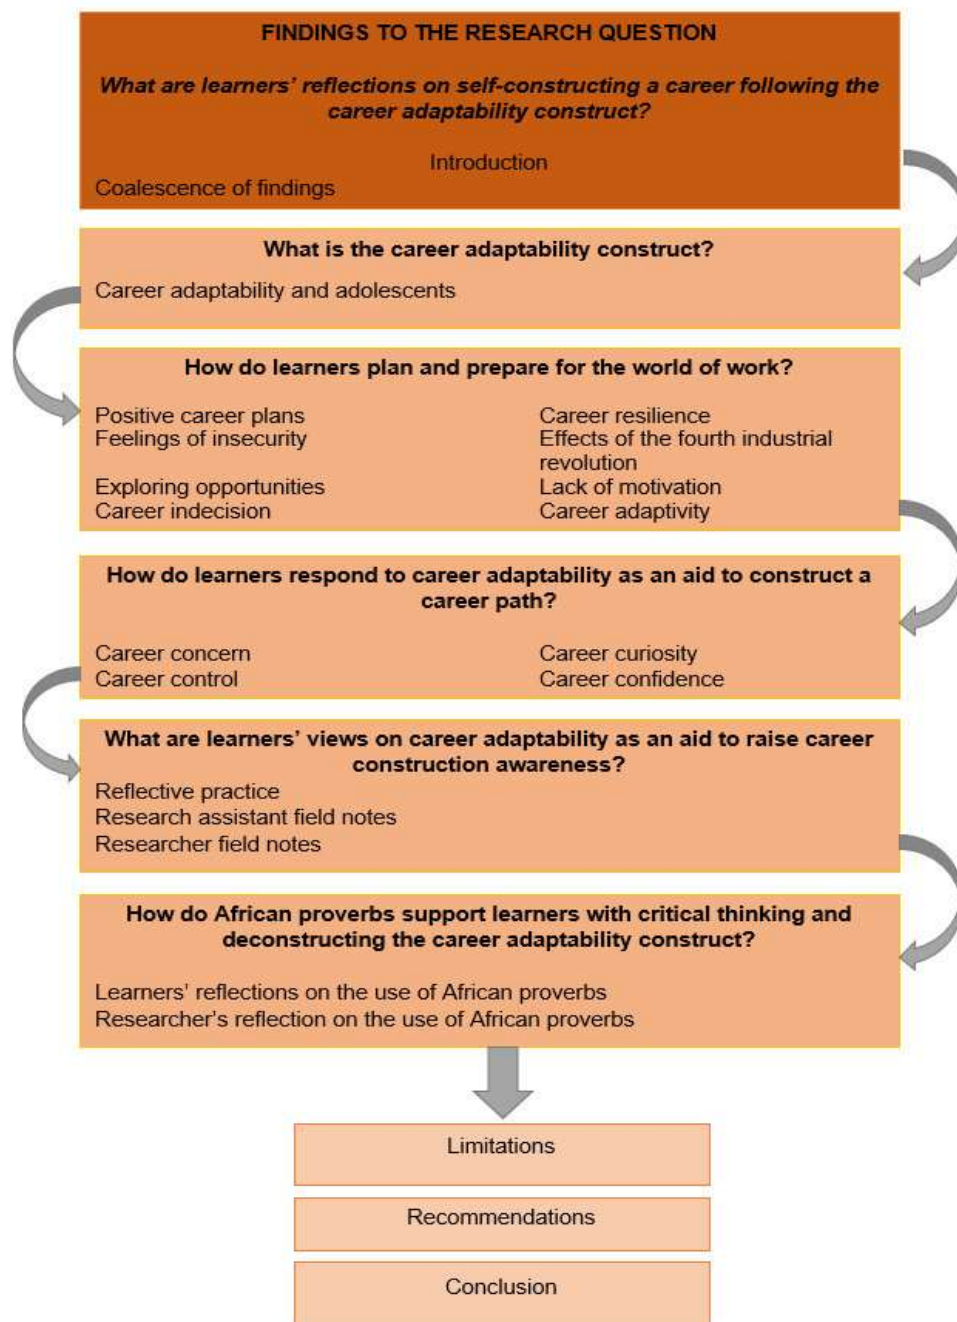 FINDINGS TO THE RESEARCH QUESTION
What are learners' reflections on self-constructing a career following the
career adaptability construct?
Introduction
Coalescence of findings
What is the career adaptability construct?
Career adaptability and adolescents
How do learners plan and prepare for the world of work?
Positive career plans
Feelings of insecurity
Exploring opportunities
Career indecision
Career resilience
Effects of the fourth industrial
revolution
Lack of motivation
Career adaptivity
How do learners respond to career adaptability as an aid to construct a
career path?
Career concern
Career control
Career curiosity
Career confidence
What are learners' views on career adaptability as an aid to raise career
construction awareness?
Reflective practice
Research assistant field notes
Researcher field notes
How do African proverbs support learners with critical thinking and
deconstructing the career adaptability construct?
Learners' reflections on the use of African proverbs
Researcher's reflection on the use of African proverbs
Limitations
Recommendations
Conclusion